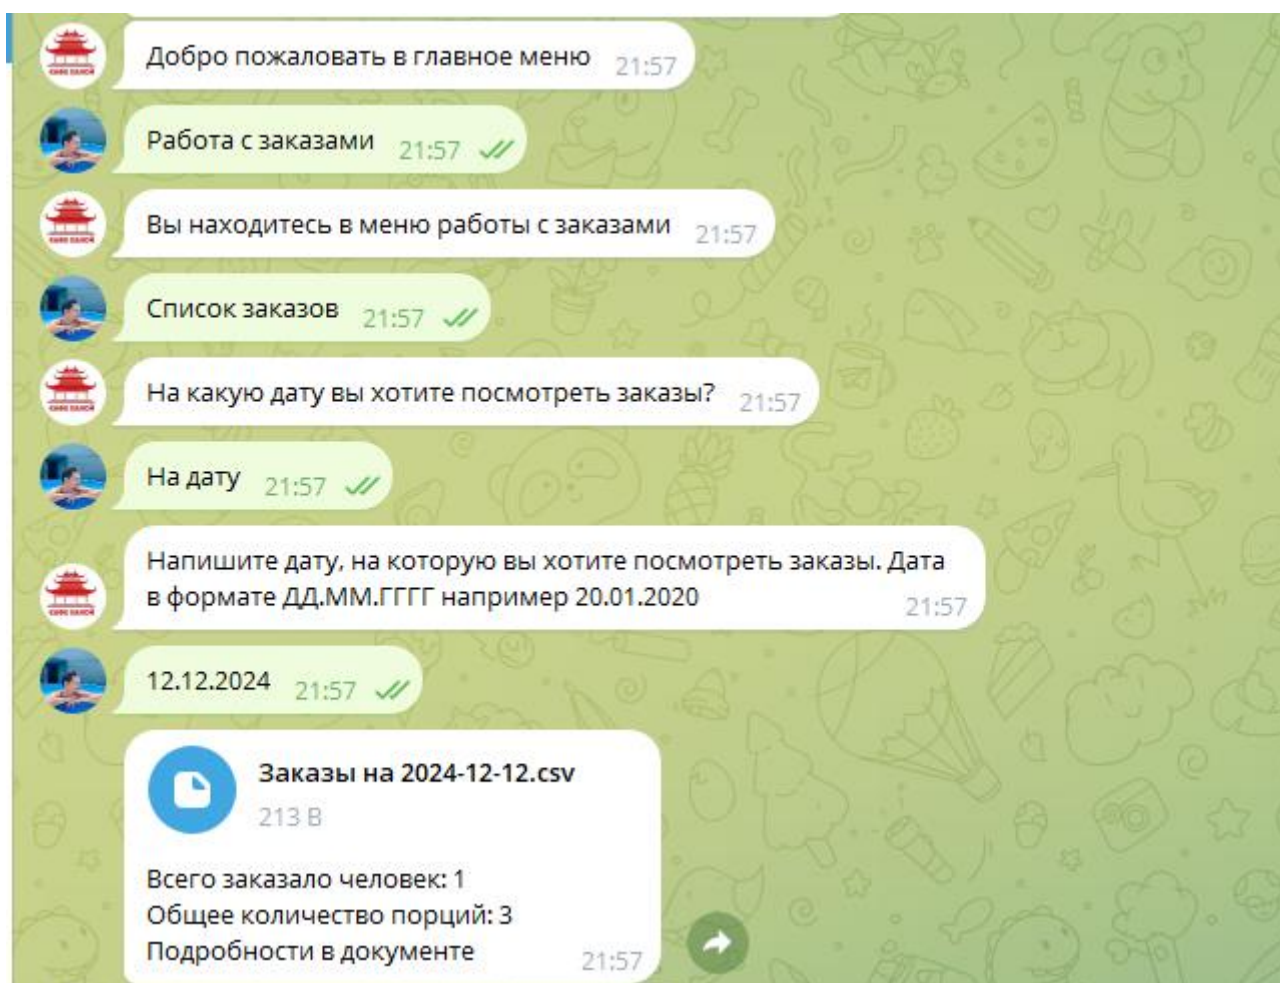 Добро пожаловать в главное меню 21:57
Работа с заказами 21:57
Вы находитесь в меню работы с заказами 21:57
Список заказов 21:57
На какую дату вы хотите посмотреть заказы? 21:57
На дату 21:57
Напишите дату, на которую вы хотите посмотреть заказы. Дата
в формате ДД.ММ.ГГГГ например 20.01.2020 21:57
12.12.2024 21:57
Заказы на 2024-12-12.csv
213 B
Всего заказало человек: 1
Общее количество порций: 3
Подробности в документе 21:57